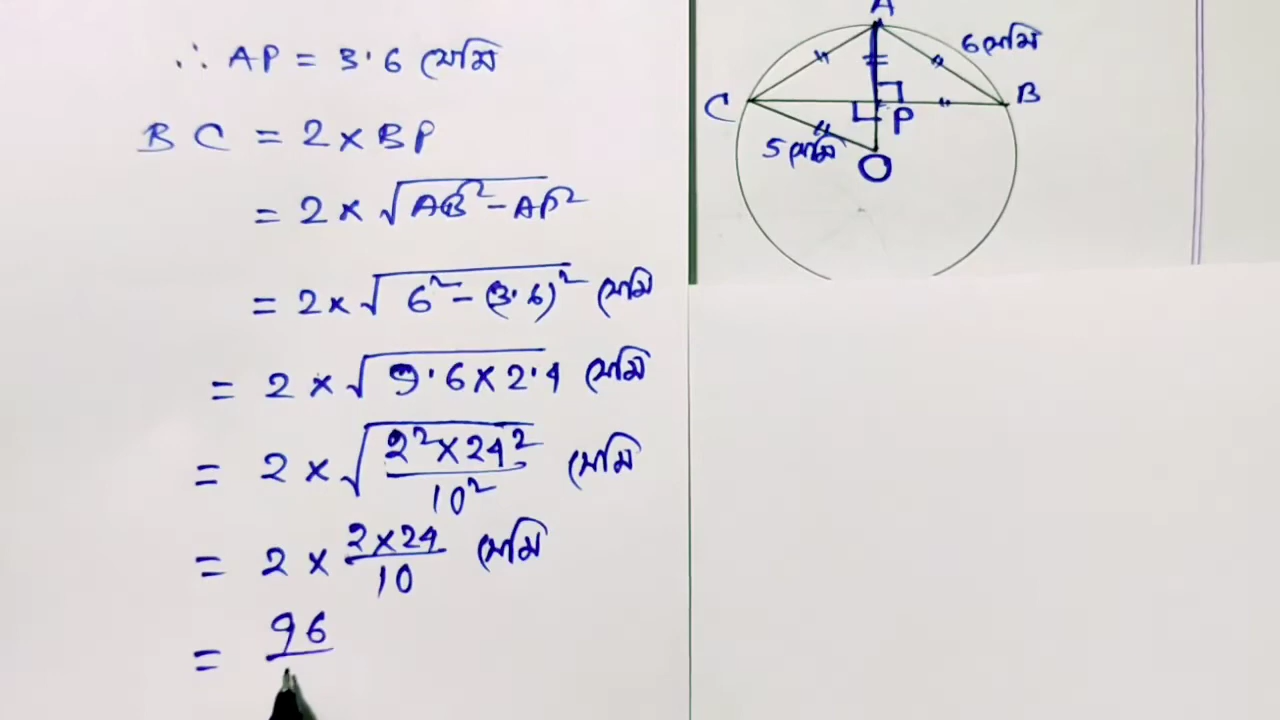 ∴ AP = 3.6 সেমি
BC = 2 × BP
= 2 × √(AB² – AP²)
= 2 × √(6² – (3.6)²) সেমি
= 2 × √(9.6 × 2.4) সেমি
= 2 × √(2² × 24² / 10²) সেমি
= 2 × (2 × 24 / 10) সেমি
= 96
A
6 সেমি
C
B
P
5 সেমি
O